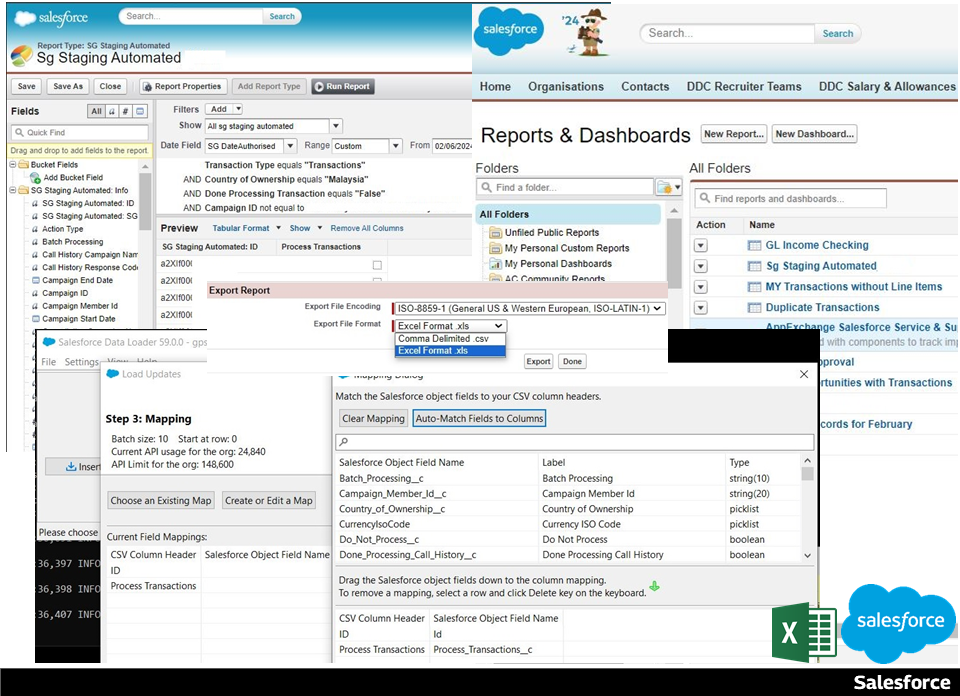 salesforce
Search...
Search
Report Type: SG Staging Automated
Sg Staging Automated
Save
Save As
Close
Report Properties
Add Report Type
Run Report
Fields
All
a
#
Quick Find
Drag and drop to add fields to the report.
Bucket Fields
Add Bucket Field
SG Staging Automated: Info
SG Staging Automated: ID
SG Staging Automated: SG
Action Type
Batch Processing
Call History Campaign Nam
Call History Response Code
Campaign End Date
Campaign ID
Campaign Member Id
Campaign Name
Campaign Start Date
Filters
Add
Show
All sg staging automated
Date Field
SG DateAuthorised
Range
Custom
From
02/06/2024
Transaction Type equals "Transactions"
AND Country of Ownership equals "Malaysia"
AND Done Processing Transaction equals "False"
AND Campaign ID not equal to
Preview
Tabular Format
Show
Remove All Columns
SG Staging Automated: ID
Process Transactions
a2XIf000
a2XIf000
a2XIf000
salesforce
'24
Search...
Search
Home
Organisations
Contacts
DDC Recruiter Teams
DDC Salary & Allowances
Reports & Dashboards
New Report...
New Dashboard...
Folders
Find a folder...
All Folders
Unfiled Public Reports
My Personal Custom Reports
My Personal Dashboards
AC Community Reports
All Folders
Find reports and dashboards...
Action
Name
GL Income Checking
Sg Staging Automated
MY Transactions without Line Items
Duplicate Transactions
AppExchange Salesforce Service & Su
d with components to track imp
proval
rtunities with Transactions
cords for February
Export Report
Export File Encoding
ISO-8859-1 (General US & Western European, ISO-LATIN-1)
Export File Format
Excel Format .xls
Comma Delimited .csv
Excel Format .xls
Export
Done
Salesforce Data Loader 59.0.0 - gps
File
Settings
View
Help
Insert
Please choose
36,397 INFO
36,398 INFO
36,407 INFO
Load Updates
Step 3: Mapping
Batch size: 10 Start at row: 0
Current API usage for the org: 24,840
API Limit for the org: 148,600
Choose an Existing Map
Create or Edit a Map
Current Field Mappings:
CSV Column Header
Salesforce Object Field Name
ID
Process Transactions
Mapping Dialog
Match the Salesforce object fields to your CSV column headers.
Clear Mapping
Auto-Match Fields to Columns
Salesforce Object Field Name
Label
Type
Batch_Processing__c
Batch Processing
string(10)
Campaign_Member_Id__c
Campaign Member Id
string(20)
Country_of_Ownership__c
Country of Ownership
picklist
CurrencyIsoCode
Currency ISO Code
picklist
Do_Not_Process__c
Do Not Process
boolean
Done_Processing_Call_History__c
Done Processing Call History
boolean
Drag the Salesforce object fields down to the column mapping.
To remove a mapping, select a row and click Delete key on the keyboard.
CSV Column Header
Salesforce Object Field Name
ID
Id
Process Transactions
Process_Transactions__c
X
salesforce
Salesforce